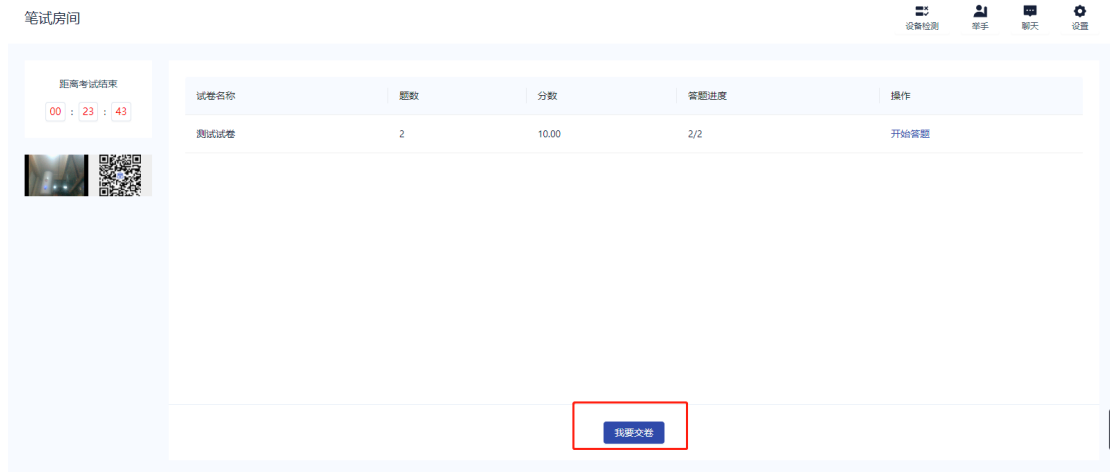 笔试房间
设备检测 举手 聊天 设置
距离考试结束
00 : 23 : 43
试卷名称 题数 分数 答题进度 操作
测试试卷 2 10.00 2/2 开始答题
我要交卷